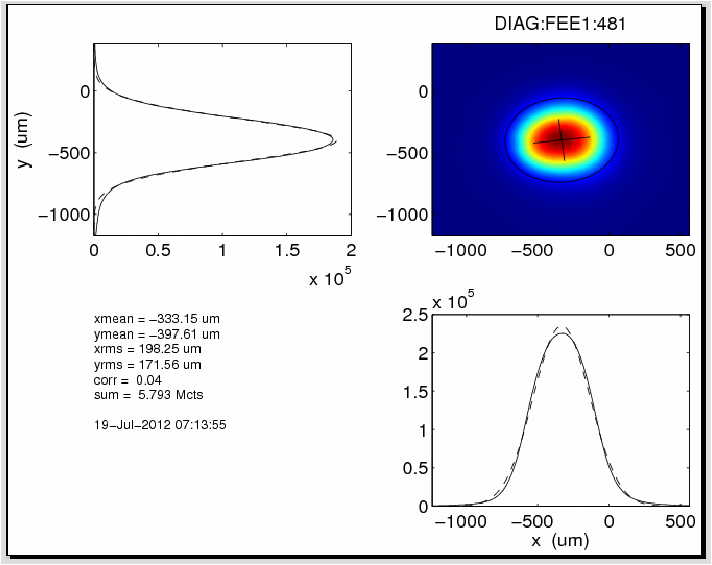 DIAG:FEE1:481
0
−500
−1000
y (um)
0 0.5 1 1.5 2
x 10^5
0
−500
−1000
−1000 −500 0 500
xmean = −333.15 um
ymean = −397.61 um
xrms = 198.25 um
yrms = 171.56 um
corr = 0.04
sum = 5.793 Mcts
19−Jul−2012 07:13:55
x 10^5
2.5
2
1.5
1
0.5
0
−1000 −500 0 500
x (um)